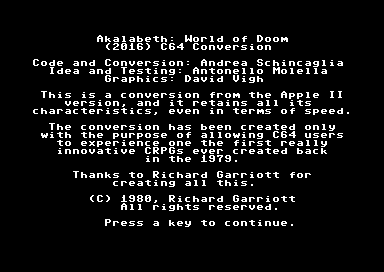 Akalabeth: World of Doom
(2016) C64 Conversion
Code and Conversion: Andrea Schincaglia
Idea and Testing: Antonello Molella
Graphics: David Vigh
This is a conversion from the Apple II
version, and it retains all its
characteristics, even in terms of speed.
The conversion has been created only
with the purpose of allowing C64 users
to experience one the first really
innovative CRPGs ever created back
in the 1979.
Thanks to Richard Garriott for
creating all this.
(C) 1980, Richard Garriott
All rights reserved.
Press a key to continue.